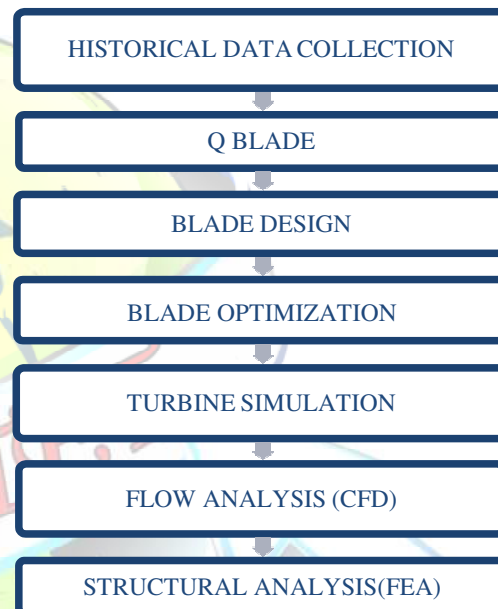 HISTORICAL DATA COLLECTION
Q BLADE
BLADE DESIGN
BLADE OPTIMIZATION
TURBINE SIMULATION
FLOW ANALYSIS (CFD)
STRUCTURAL ANALYSIS(FEA)